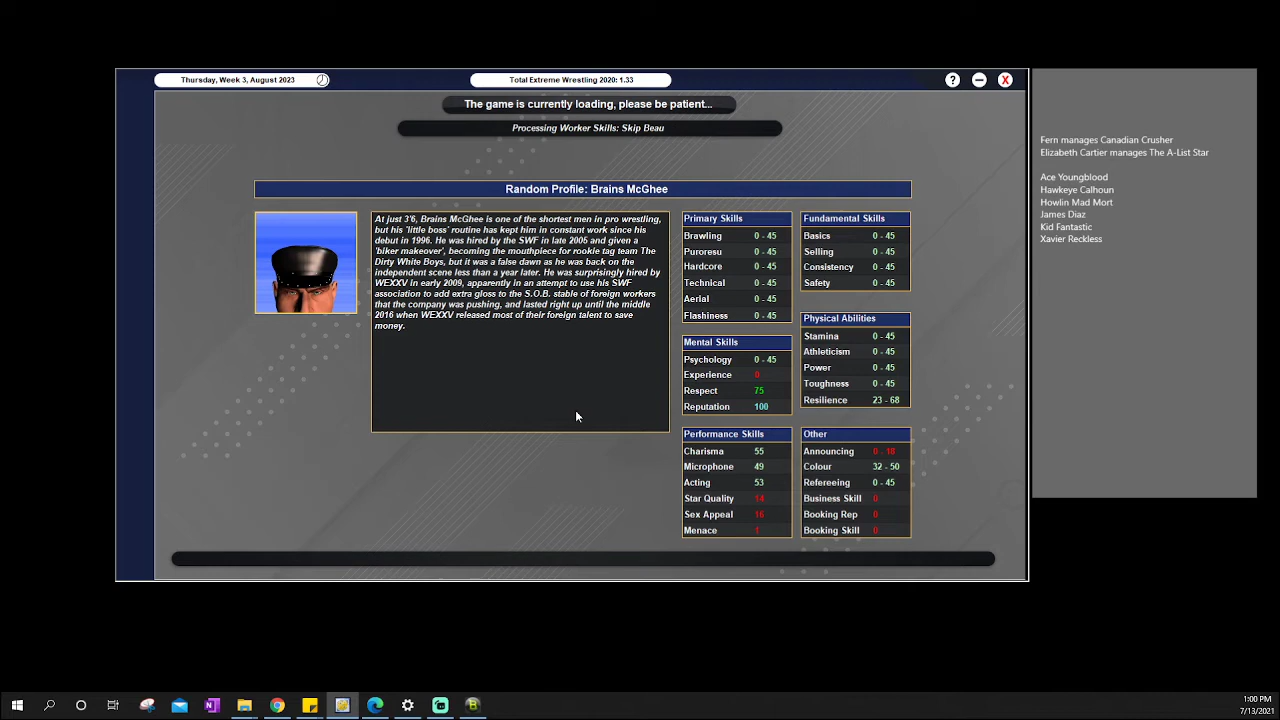 Thursday, Week 3, August 2023
Total Extreme Wrestling 2020: 1.33
? X
The game is currently loading, please be patient...
Processing Worker Skills: Skip Beau
Random Profile: Brains McGhee
At just 3'6, Brains McGhee is one of the shortest men in pro wrestling,
but his 'little boss' routine has kept him in constant work since his
debut in 1996. He was hired by the SWF in late 2005 and given a
'biker makeover', becoming the mouthpiece for rookie tag team The
Dirty White Boys, but it was a false dawn as he was back on the
independent scene less than a year later. He was surprisingly hired by
WEXXV in early 2009, apparently in an attempt to use his SWF
association to add extra gloss to the S.O.B. stable of foreign workers
that the company was pushing, and lasted right up until the middle
2016 when WEXXV released most of their foreign talent to save
money.
Primary Skills
Brawling 0 - 45
Puroresu 0 - 45
Hardcore 0 - 45
Technical 0 - 45
Aerial 0 - 45
Flashiness 0 - 45
Mental Skills
Psychology 0 - 45
Experience 0
Respect 75
Reputation 100
Performance Skills
Charisma 55
Microphone 49
Acting 53
Star Quality 14
Sex Appeal 16
Menace 1
Fundamental Skills
Basics 0 - 45
Selling 0 - 45
Consistency 0 - 45
Safety 0 - 45
Physical Abilities
Stamina 0 - 45
Athleticism 0 - 45
Power 0 - 45
Toughness 0 - 45
Resilience 23 - 68
Other
Announcing 0 - 18
Colour 32 - 50
Refereeing 0 - 45
Business Skill 0
Booking Rep 0
Booking Skill 0
Fern manages Canadian Crusher
Elizabeth Cartier manages The A-List Star
Ace Youngblood
Hawkeye Calhoun
Howlin Mad Mort
James Diaz
Kid Fantastic
Xavier Reckless
1:00 PM
7/13/2021